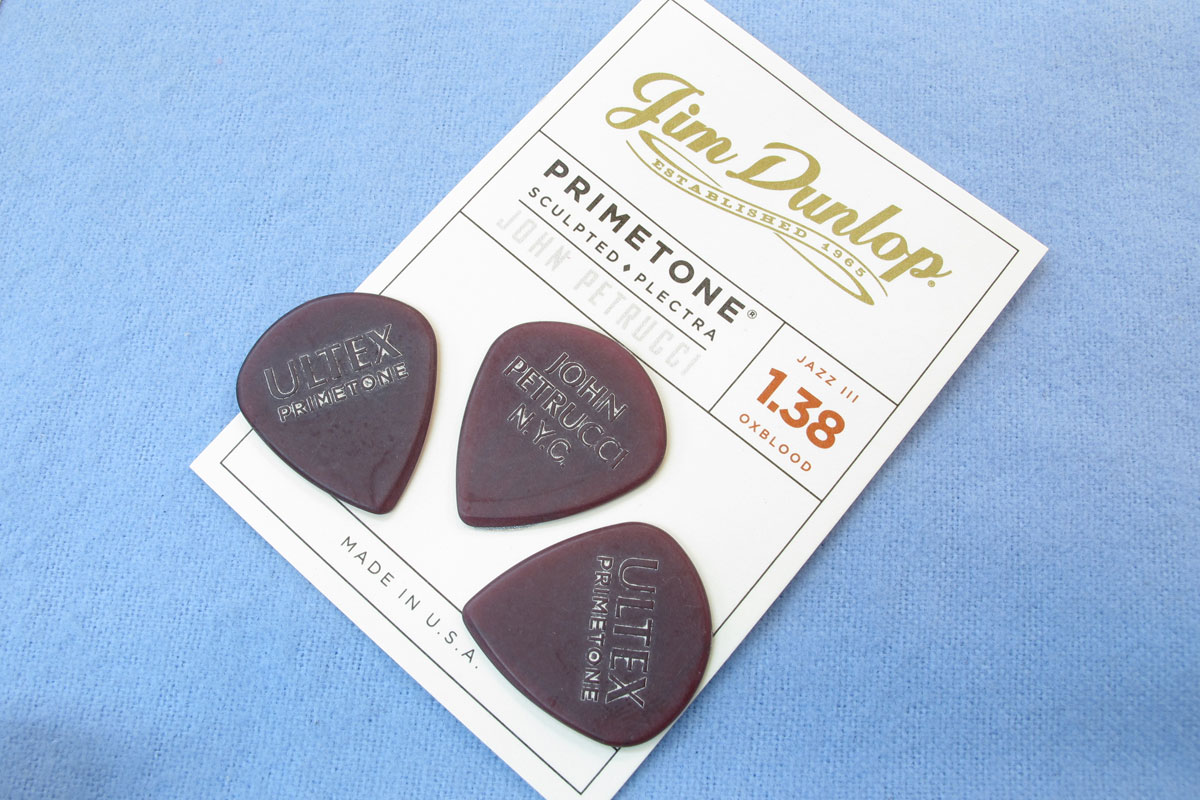 Jim Dunlop®
ESTABLISHED 1965
PRIMETONE®
SCULPTED♦PLECTRA
JOHN PETRUCCI
JAZZ III
1.38
OXBLOOD
ULTEX
PRIMETONE
JOHN
PETRUCCI
N.Y.C.
ULTEX
PRIMETONE
MADE IN U.S.A.